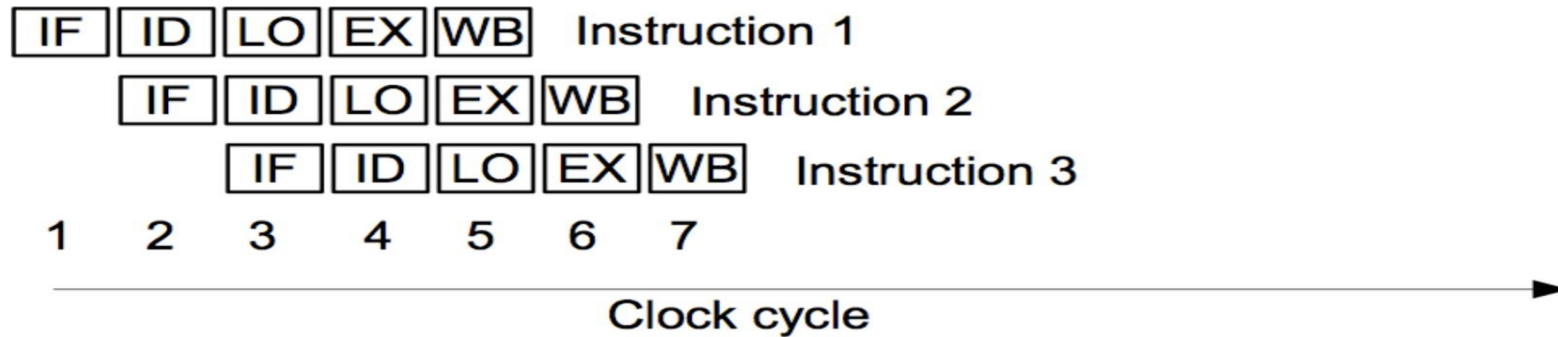 IF ID LO EX WB Instruction 1
IF ID LO EX WB Instruction 2
IF ID LO EX WB Instruction 3
1 2 3 4 5 6 7
Clock cycle